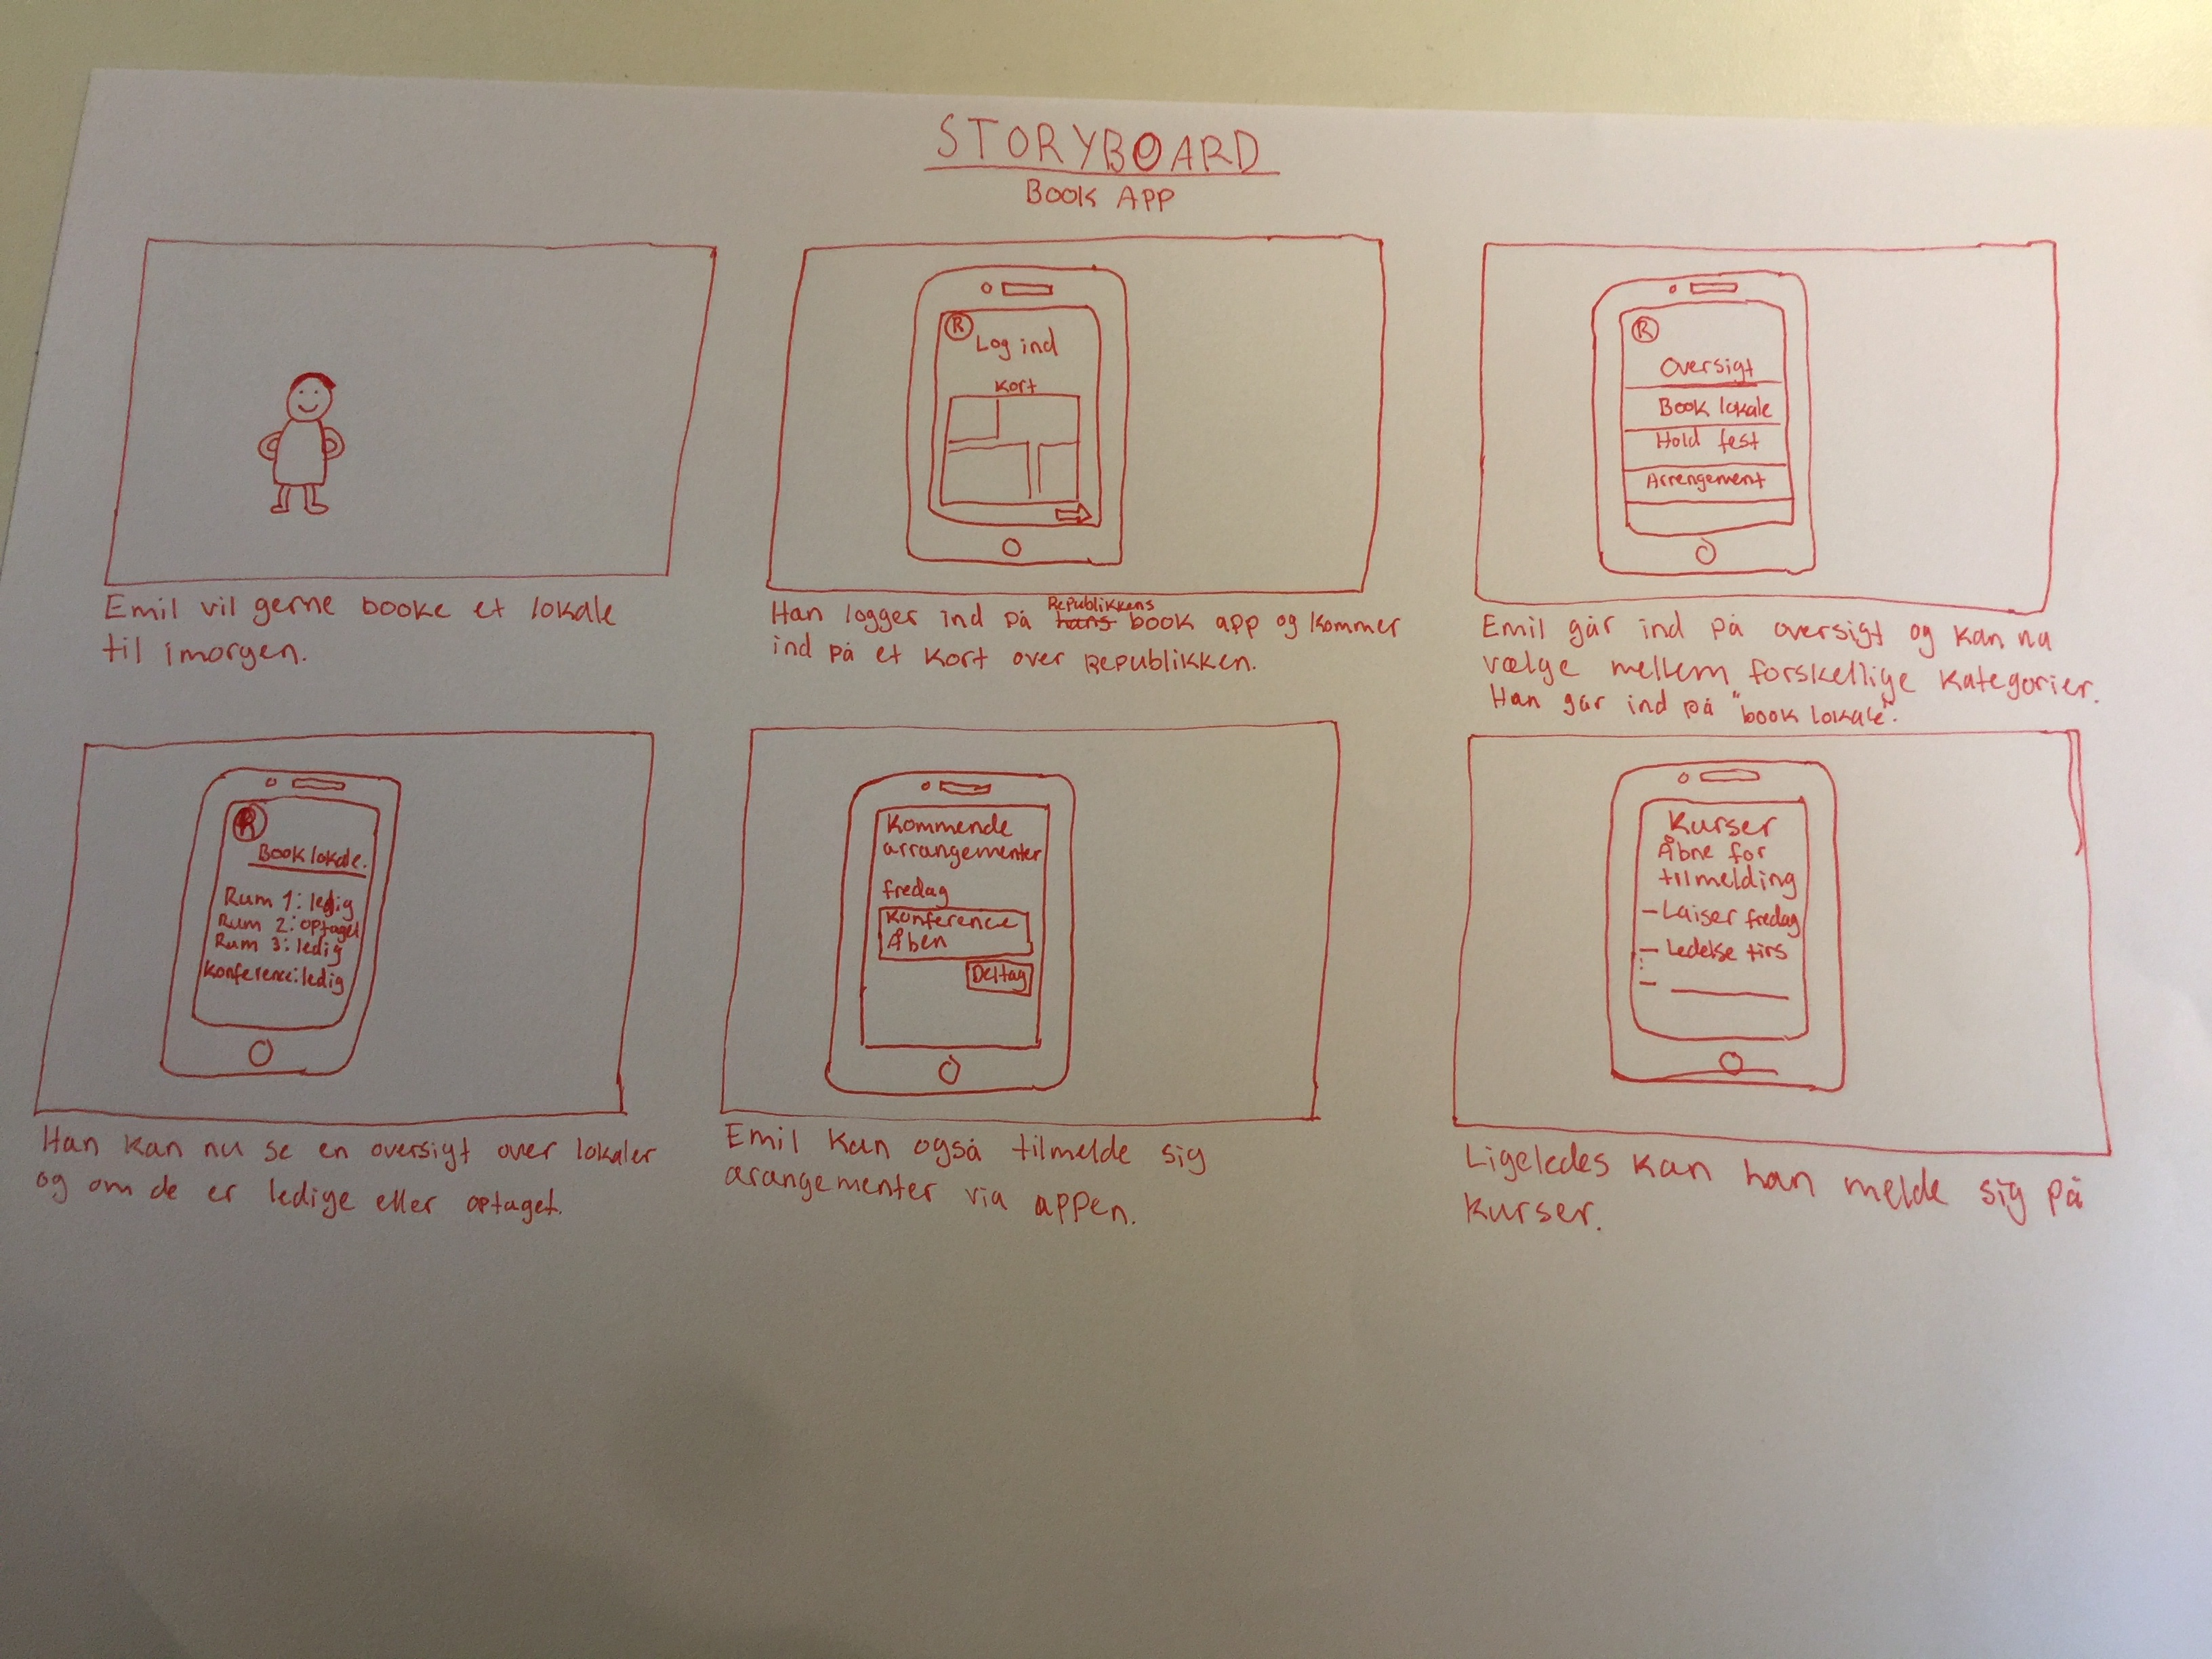 STORYBOARD
BOOK APP
Emil vil gerne booke et lokale
til imorgen.
R
Log ind
Kort
Republikkens
Han logger ind på hans book app og kommer
ind på et kort over Republikken.
R
Oversigt
Book lokale
Hold fest
Arrengement
Emil går ind på oversigt og kan nu
vælge mellem forskellige kategorier.
Han går ind på "book lokale".
R
Book lokale.
Rum 1: ledig
Rum 2: optaget
Rum 3: ledig
Konference: ledig
Han kan nu se en oversigt over lokaler
og om de er ledige eller optaget.
Kommende
arrangementer
fredag
Konference
Åben
Deltag
Emil kan også tilmelde sig
arangementer via appen.
Kurser
Åbne for
tilmelding
- Laiser fredag
- Ledelse tirs
Ligeledes kan han melde sig på
kurser.